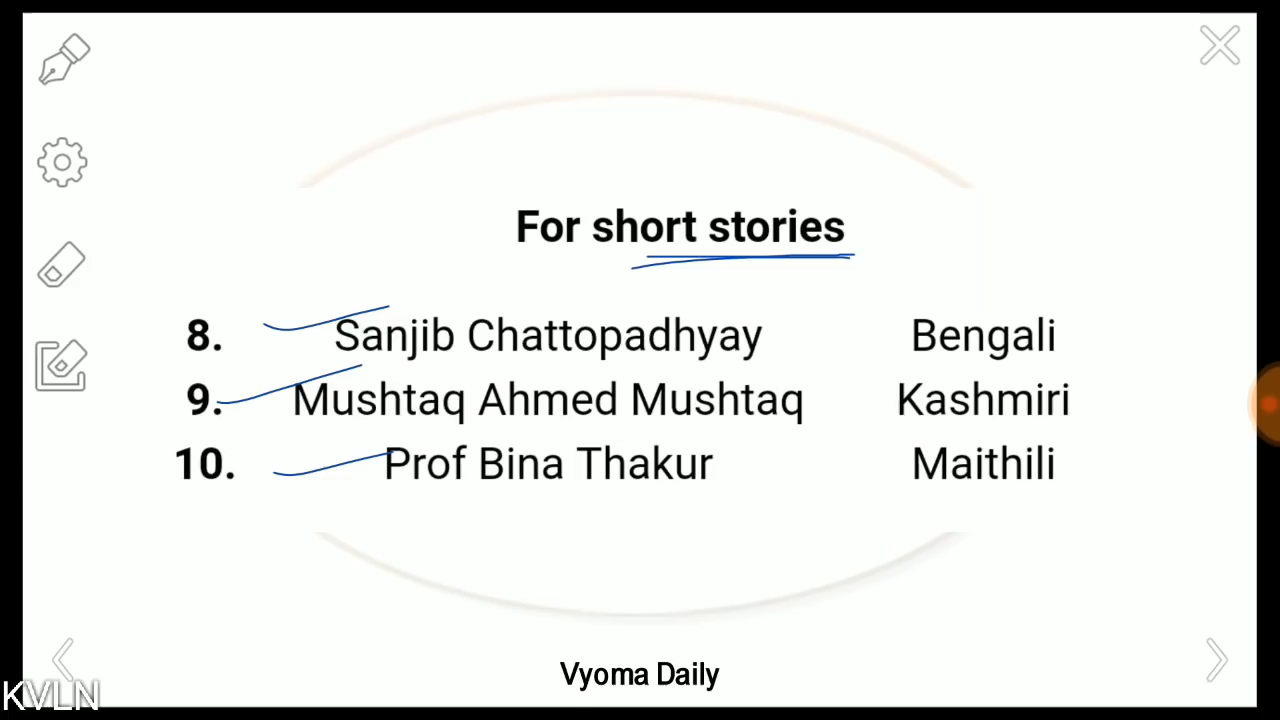 For short stories
8. Sanjib Chattopadhyay Bengali
9. Mushtaq Ahmed Mushtaq Kashmiri
10. Prof Bina Thakur Maithili
Vyoma Daily
KVLN